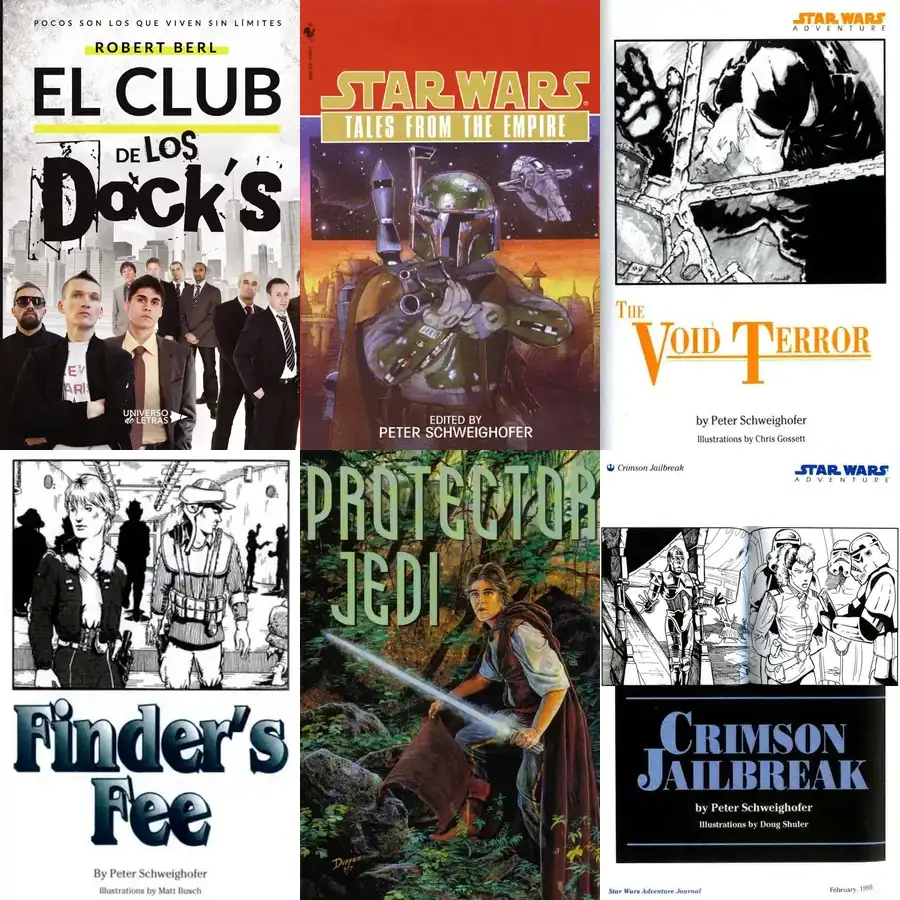 POCOS SON LOS QUE VIVEN SIN LÍMITES
ROBERT BERL
EL CLUB
DE LOS
Dock's
UNIVERSO
de LETRAS
STAR WARS
TALES FROM THE EMPIRE
EDITED BY
PETER SCHWEIGHOFER
STAR WARS
ADVENTURE
THE
VOID TERROR
by Peter Schweighofer
Illustrations by Chris Gossett
Finder's
Fee
By Peter Schweighofer
Illustrations by Matt Busch
PROTECTOR
JEDI
Crimson Jailbreak
STAR WARS
ADVENTURE
CRIMSON
JAILBREAK
by Peter Schweighofer
Illustrations by Doug Shuler
Star Wars Adventure Journal
February, 1995